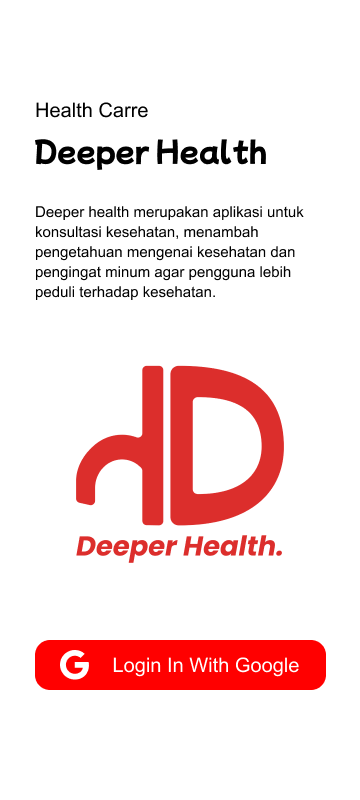 Health Carre
Deeper Health
Deeper health merupakan aplikasi untuk
konsultasi kesehatan, menambah
pengetahuan mengenai kesehatan dan
pengingat minum agar pengguna lebih
peduli terhadap kesehatan.
Deeper Health.
Login In With Google